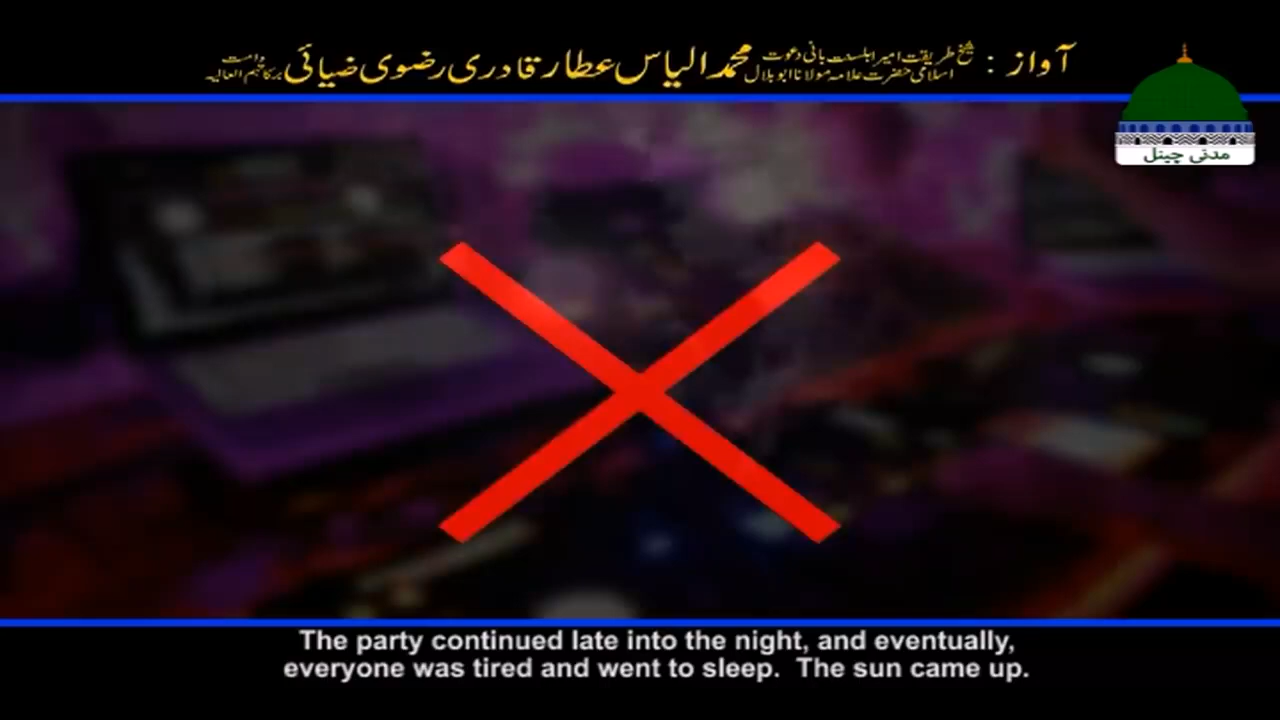 آواز : شیخ طریقت امیر اہلسنت بانی دعوت اسلامی حضرت علامہ مولانا ابو بلال محمد الیاس عطار قادری رضوی ضیائی دامت برکاتہم العالیہ
مدنی چینل
The party continued late into the night, and eventually,
everyone was tired and went to sleep. The sun came up.